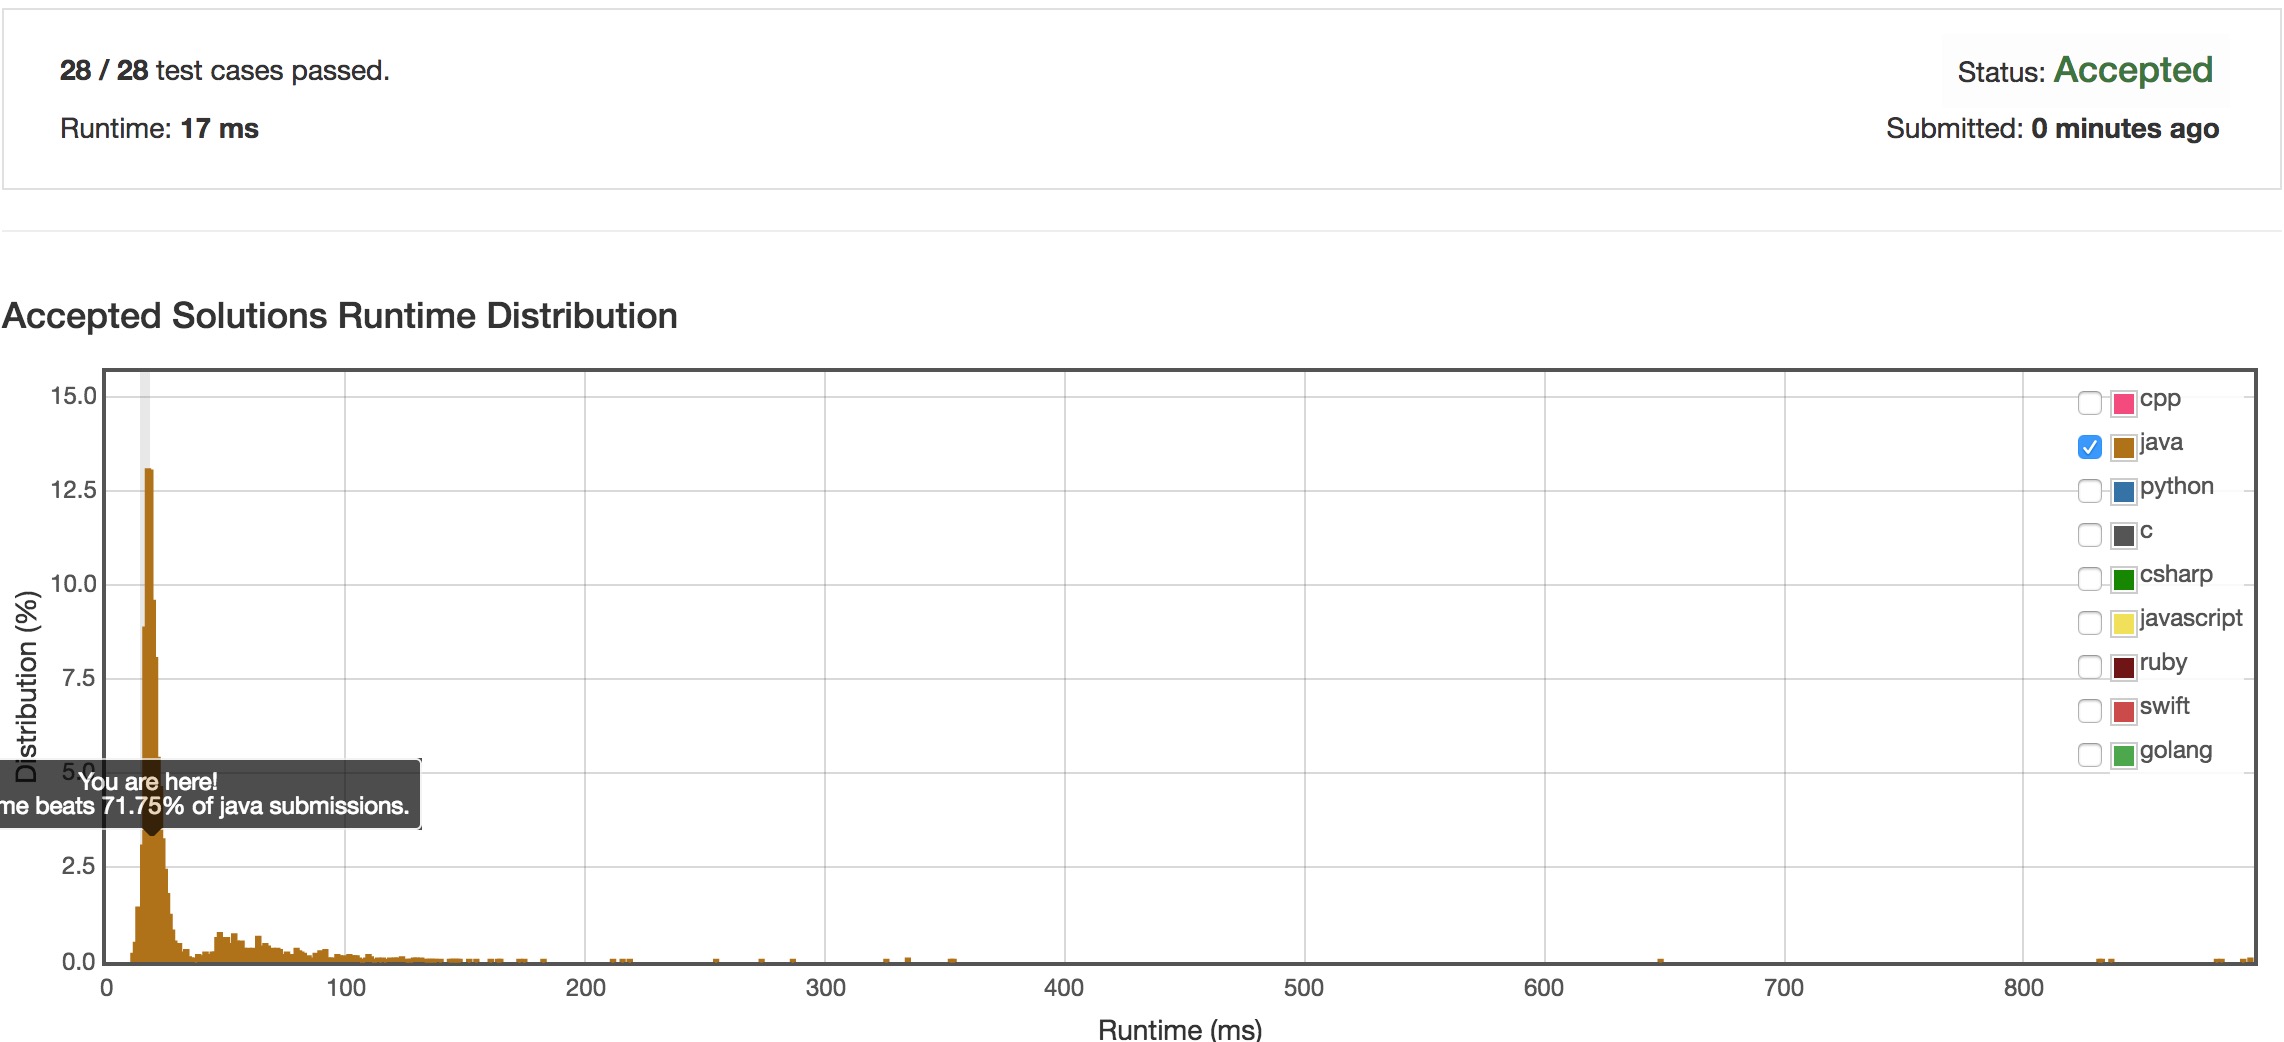 28 / 28 test cases passed.
Status: Accepted
Runtime: 17 ms
Submitted: 0 minutes ago
Accepted Solutions Runtime Distribution
15.0
12.5
10.0
7.5
5.0
2.5
0.0
Distribution (%)
You are here!
me beats 71.75% of java submissions.
cpp
java
python
c
csharp
javascript
ruby
swift
golang
0 100 200 300 400 500 600 700 800
Runtime (ms)